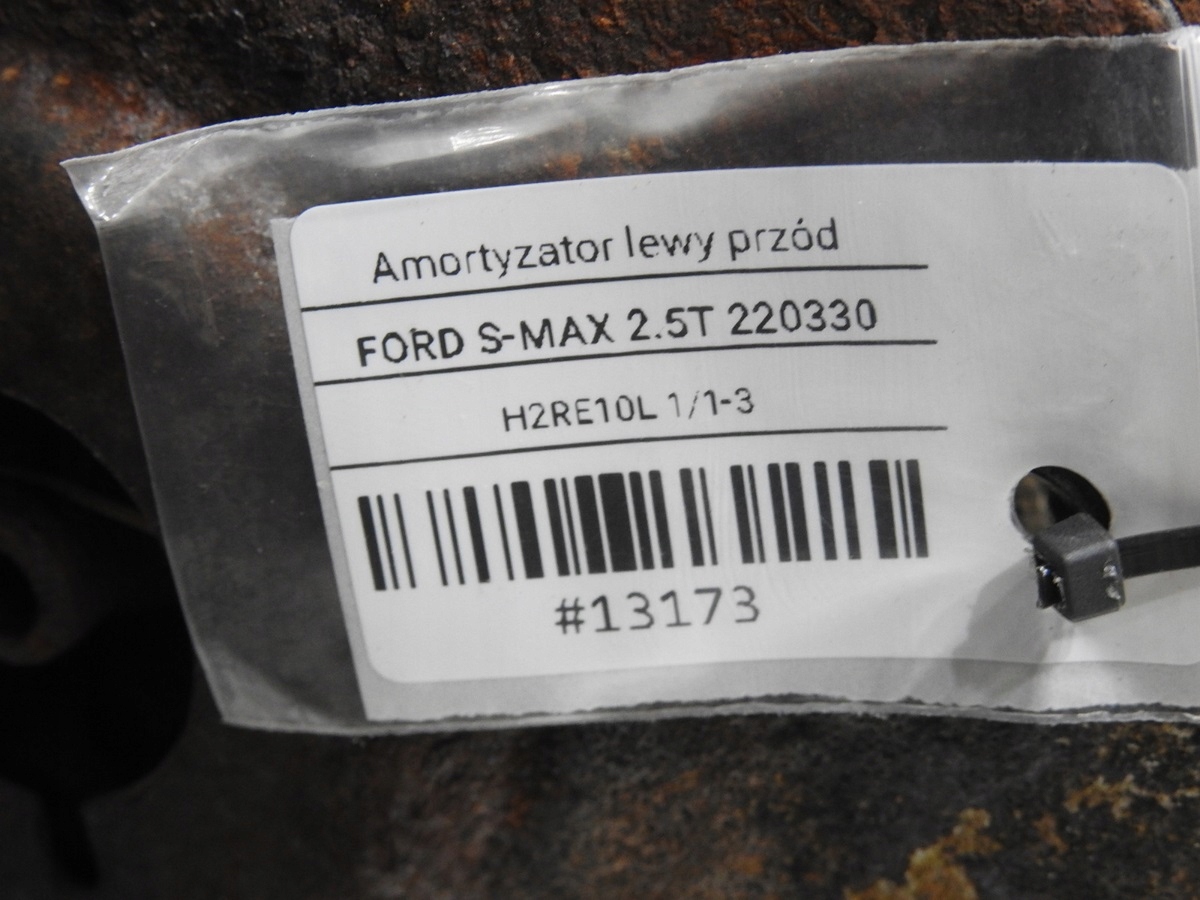 Amortyzator lewy przód
FORD S-MAX 2.5T 220330
H2RE10L 1/1-3
#13173